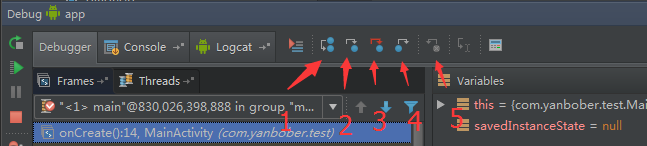 Debug app
Debugger Console →" Logcat →"
Frames →" Threads →"
"<1> main"@830,026,398,888 in group "m...
onCreate():14, MainActivity (com.yanbober.test)
1 2 3 4 5
Variables
this = {com.yanbober.test.Mai
savedInstanceState = null